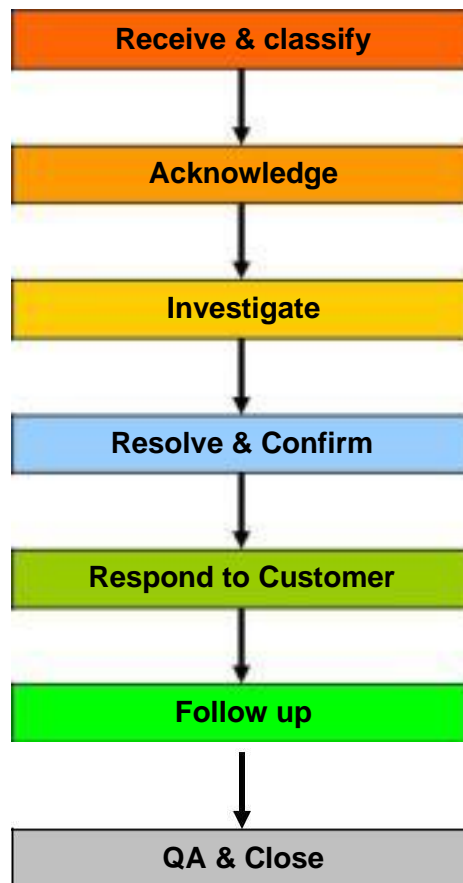 Receive & classify
Acknowledge
Investigate
Resolve & Confirm
Respond to Customer
Follow up
QA & Close